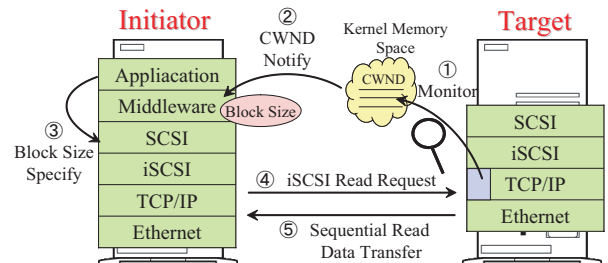 Initiator
Target
②
CWND
Notify
Kernel Memory
Space
CWND
①
Monitor
Appliacation
Middleware
Block Size
SCSI
iSCSI
TCP/IP
Ethernet
③
Block Size
Specify
SCSI
iSCSI
TCP/IP
Ethernet
④ iSCSI Read Request
⑤ Sequential Read
Data Transfer